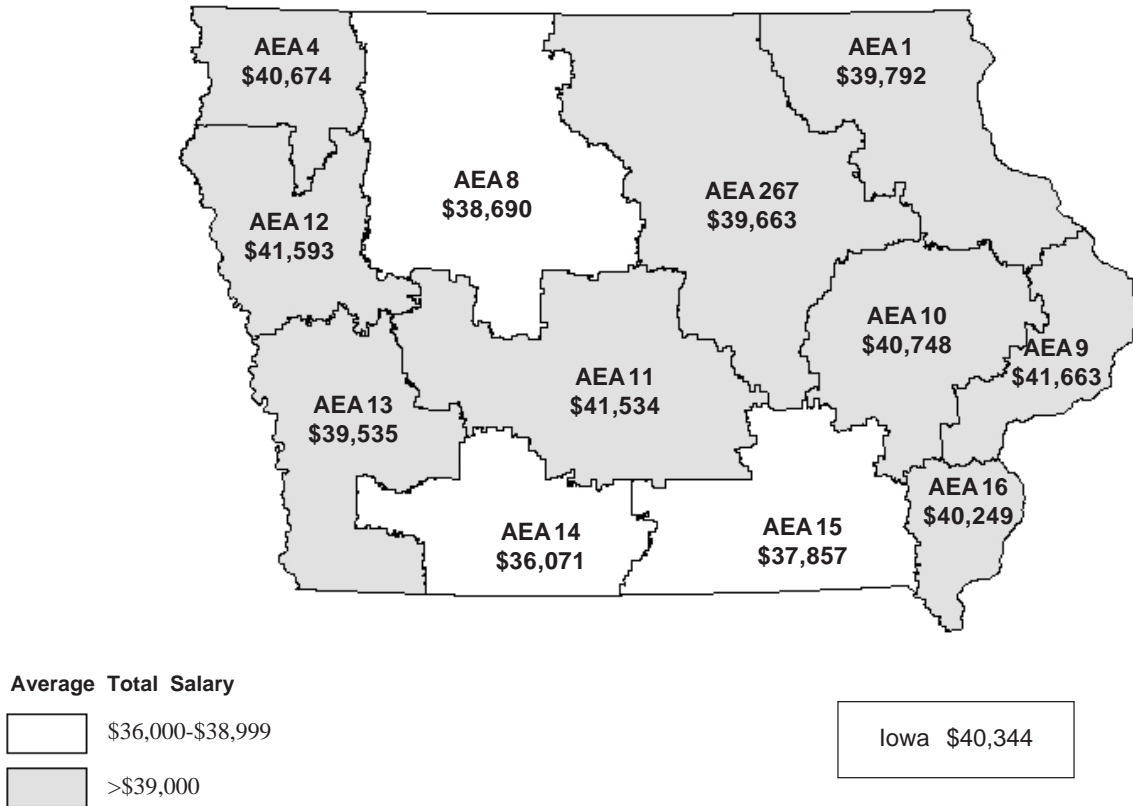 AEA 4
$40,674
AEA 1
$39,792
AEA 8
$38,690
AEA 267
$39,663
AEA 12
$41,593
AEA 10
$40,748
AEA 9
$41,663
AEA 11
$41,534
AEA 13
$39,535
AEA 16
$40,249
AEA 14
$36,071
AEA 15
$37,857
Average Total Salary
$36,000-$38,999
>$39,000
Iowa $40,344